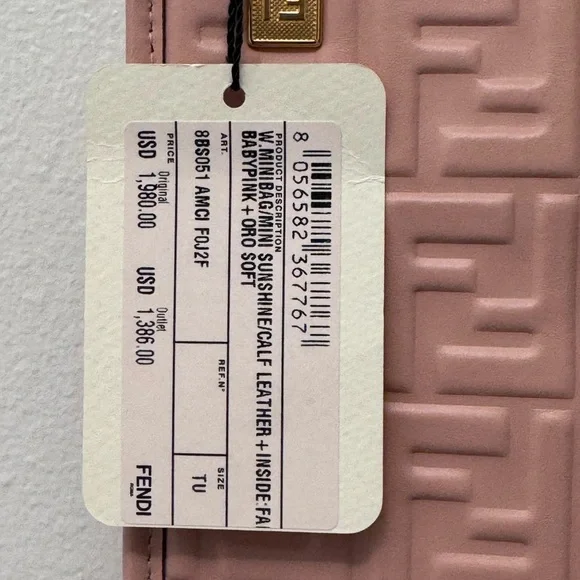 8 056582 367767
PRODUCT DESCRIPTION
W.MINIBAG/MINI SUNSHINE/CALF LEATHER + INSIDE:FA
BABYPINK + ORO SOFT
ART. REF.N° SIZE
8BS051 AMCI F0J2F TU
PRICE Original Outlet
USD 1,980.00 USD 1,386.00
FENDI
ROMA